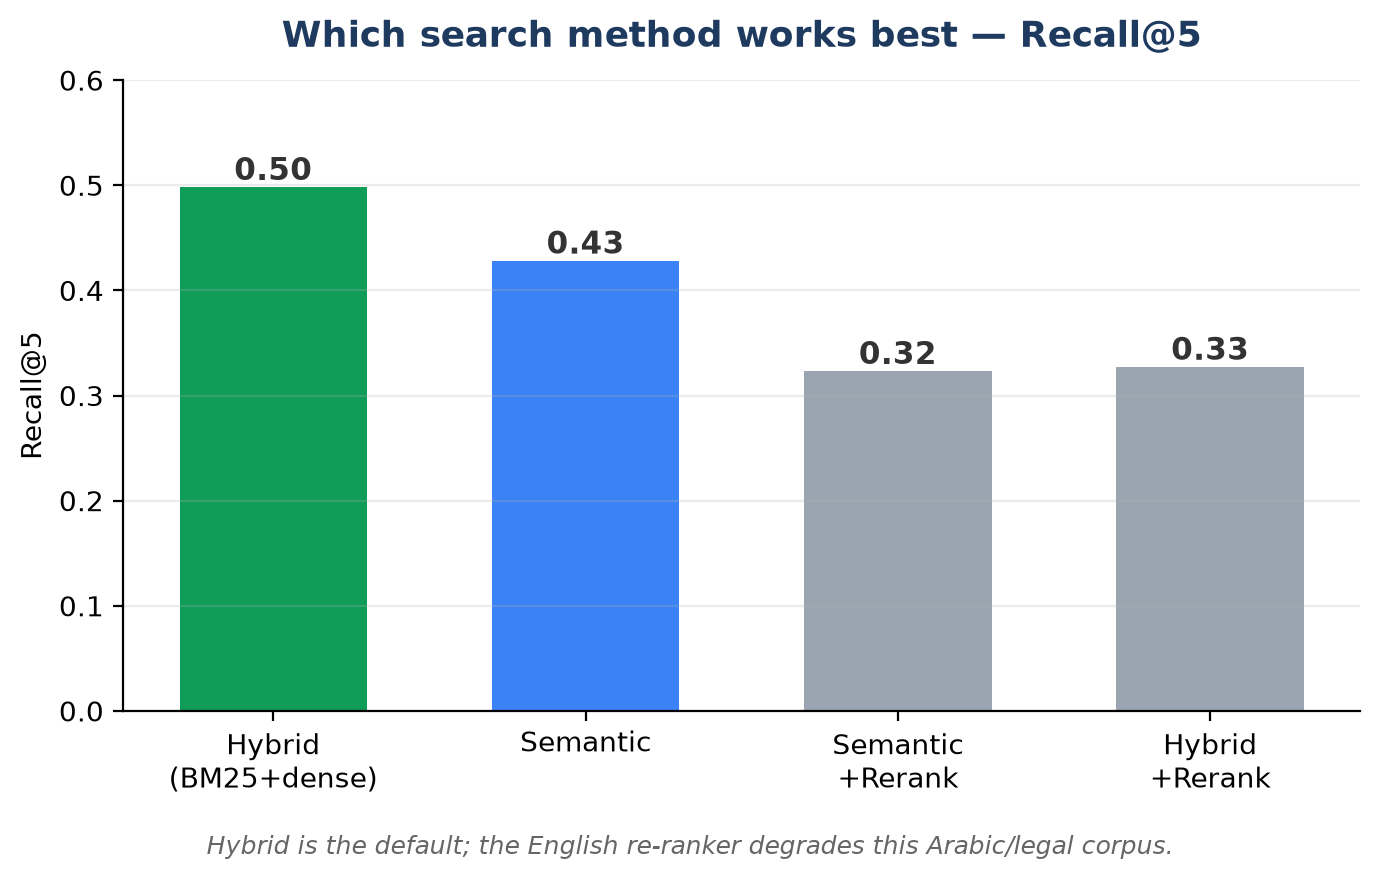 Which search method works best — Recall@5
0.6
0.5
0.4
0.3
0.2
0.1
0.0
Recall@5
0.50
0.43
0.32
0.33
Hybrid
(BM25+dense)
Semantic
Semantic
+Rerank
Hybrid
+Rerank
Hybrid is the default; the English re-ranker degrades this Arabic/legal corpus.